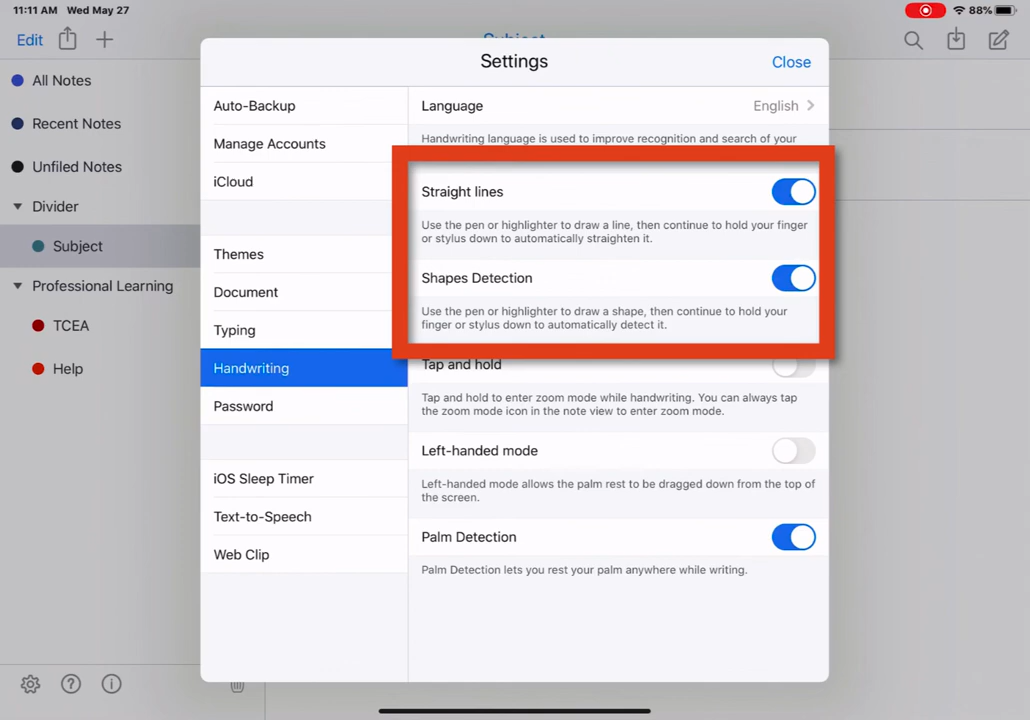 11:11 AM Wed May 27
88%
Edit
Subject
Settings
Close
All Notes
Recent Notes
Unfiled Notes
Divider
Subject
Professional Learning
TCEA
Help
Auto-Backup
Manage Accounts
iCloud
Themes
Document
Typing
Handwriting
Password
iOS Sleep Timer
Text-to-Speech
Web Clip
Language
English
Handwriting language is used to improve recognition and search of your
Straight lines
Use the pen or highlighter to draw a line, then continue to hold your finger
or stylus down to automatically straighten it.
Shapes Detection
Use the pen or highlighter to draw a shape, then continue to hold your
finger or stylus down to automatically detect it.
Tap and hold
Tap and hold to enter zoom mode while handwriting. You can always tap
the zoom mode icon in the note view to enter zoom mode.
Left-handed mode
Left-handed mode allows the palm rest to be dragged down from the top of
the screen.
Palm Detection
Palm Detection lets you rest your palm anywhere while writing.